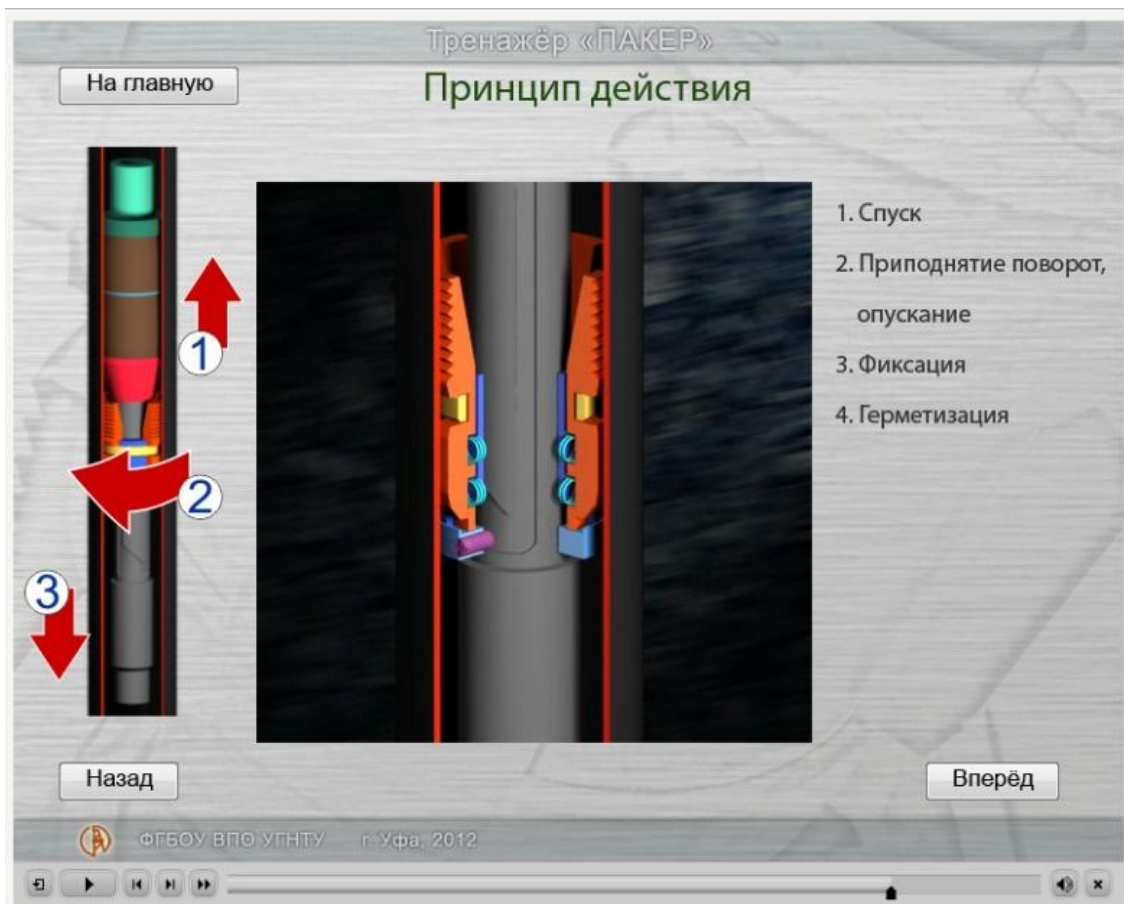 Тренажёр «ПАКЕР»
На главную
Принцип действия
1
2
3
1. Спуск
2. Приподнятие поворот,
опускание
3. Фиксация
4. Герметизация
Назад
Вперёд
ФГБОУ ВПО УГНТУ г. Уфа, 2012